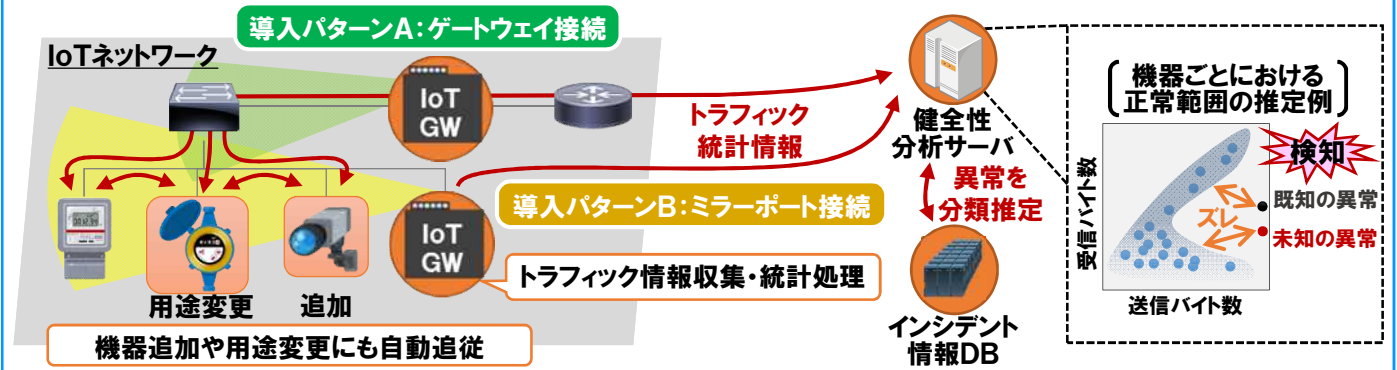 導入パターンA:ゲートウェイ接続
IoTネットワーク
IoT
GW
トラフィック
統計情報
健全性
分析サーバ
異常を
分類推定
導入パターンB:ミラーポート接続
IoT
GW
トラフィック情報収集・統計処理
用途変更
追加
機器追加や用途変更にも自動追従
インシデント
情報DB
機器ごとにおける
正常範囲の推定例
検知
受信バイト数
ズレ
既知の異常
未知の異常
送信バイト数